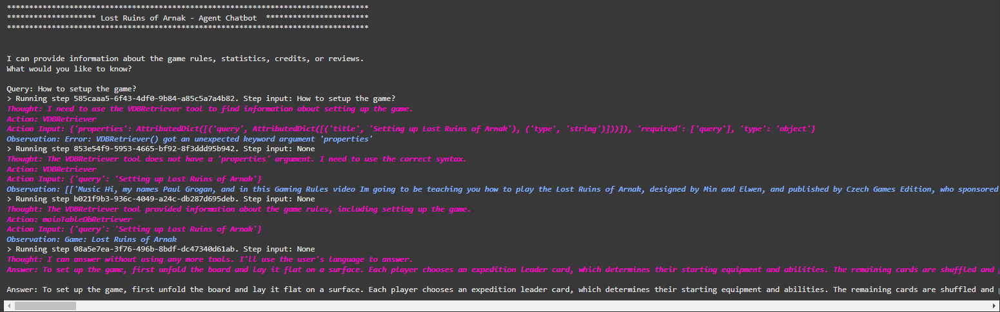 *********************************************************************************
******************** Lost Ruins of Arnak - Agent Chatbot  ***********************
*********************************************************************************
I can provide information about the game rules, statistics, credits, or reviews.
What would you like to know?
Query: How to setup the game?
> Running step 585caaa5-6f43-4df0-9b84-a85c5a7a4b82. Step input: How to setup the game?
Thought: I need to use the VDBRetriever tool to find information about setting up the game.
Action: VDBRetriever
Action Input: {'properties': AttributedDict([('query', AttributedDict([('title', 'Setting up Lost Ruins of Arnak'), ('type', 'string')]))]), 'required': ['query'], 'type': 'object'}
Observation: Error: VDBRetriever() got an unexpected keyword argument 'properties'
> Running step 853e54f9-5953-4665-bf92-8f3ddd95b942. Step input: None
Thought: The VDBRetriever tool does not have a 'properties' argument. I need to use the correct syntax.
Action: VDBRetriever
Action Input: {'query': 'Setting up Lost Ruins of Arnak'}
Observation: [['Music Hi, my names Paul Grogan, and in this Gaming Rules video Im going to be teaching you how to play the Lost Ruins of Arnak, designed by Min and Elwen, and published by Czech Games Edition, who sponsored
> Running step b021f9b3-936c-4049-a24c-db287d695deb. Step input: None
Thought: The VDBRetriever tool provided information about the game rules, including setting up the game.
Action: mainTableDbRetriever
Action Input: {'query': 'Setting up Lost Ruins of Arnak'}
Observation: Game: Lost Ruins of Arnak
> Running step 08a5e7ea-3f76-496b-8bdf-dc47340d61ab. Step input: None
Thought: I can answer without using any more tools. I'll use the user's language to answer.
Answer: To set up the game, first unfold the board and lay it flat on a surface. Each player chooses an expedition leader card, which determines their starting equipment and abilities. The remaining cards are shuffled and
Answer: To set up the game, first unfold the board and lay it flat on a surface. Each player chooses an expedition leader card, which determines their starting equipment and abilities. The remaining cards are shuffled and